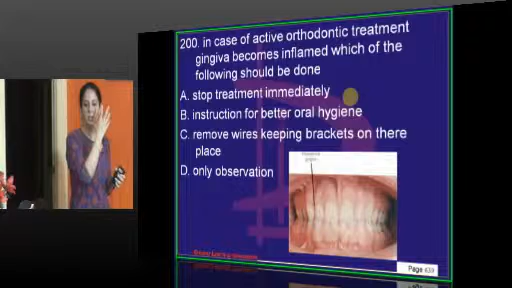 200. in case of active orthodontic treatment
gingiva becomes inflamed which of the
following should be done
A. stop treatment immediately
B. instruction for better oral hygiene
C. remove wires keeping brackets on there
place
D. only observation
Page 839